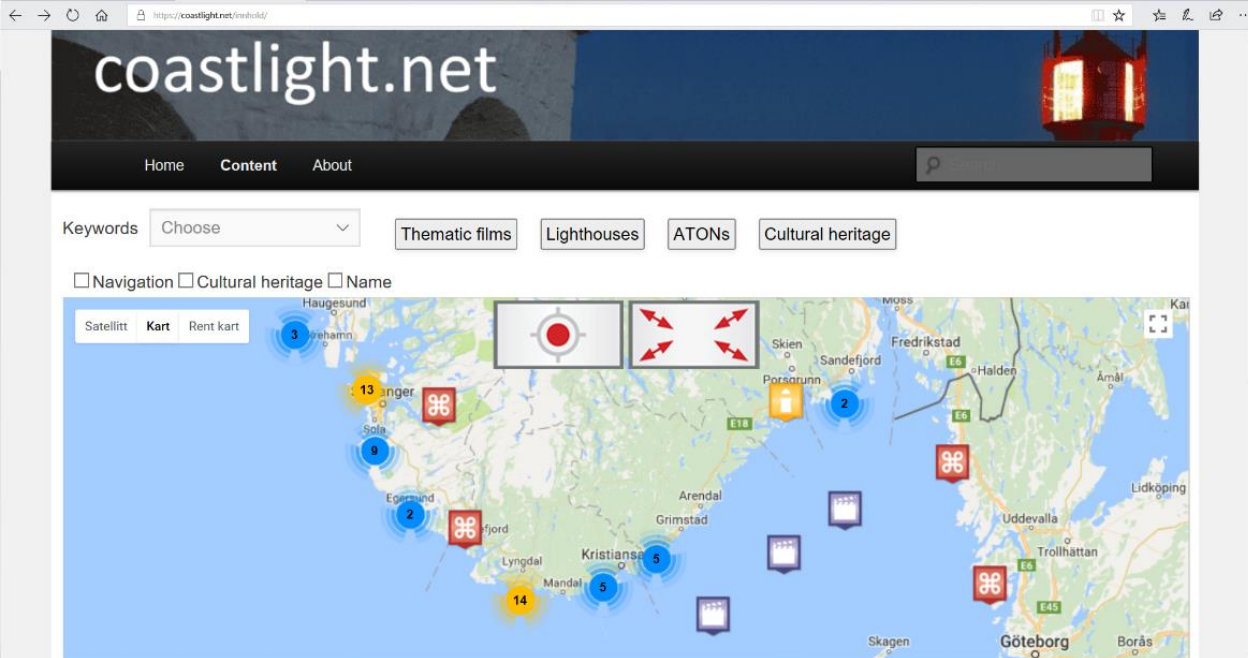 https://coastlight.net/innhold/
coastlight.net
Home Content About
Keywords Choose Thematic films Lighthouses ATONs Cultural heritage
Navigation Cultural heritage Name
Haugesund
Moss
Satellitt Kart Rent kart
3
Skien
Fredrikstad
Sandefjord
E6
Halden
Porsgrunn
Åmål
13
2
E18
E6
Sola
9
Lidköping
Egersund
2
Arendal
Grimstad
Uddevalla
Trollhättan
Lyngdal
Kristiansa
5
E6
Mandal
5
14
E45
Skagen
Göteborg
Borås